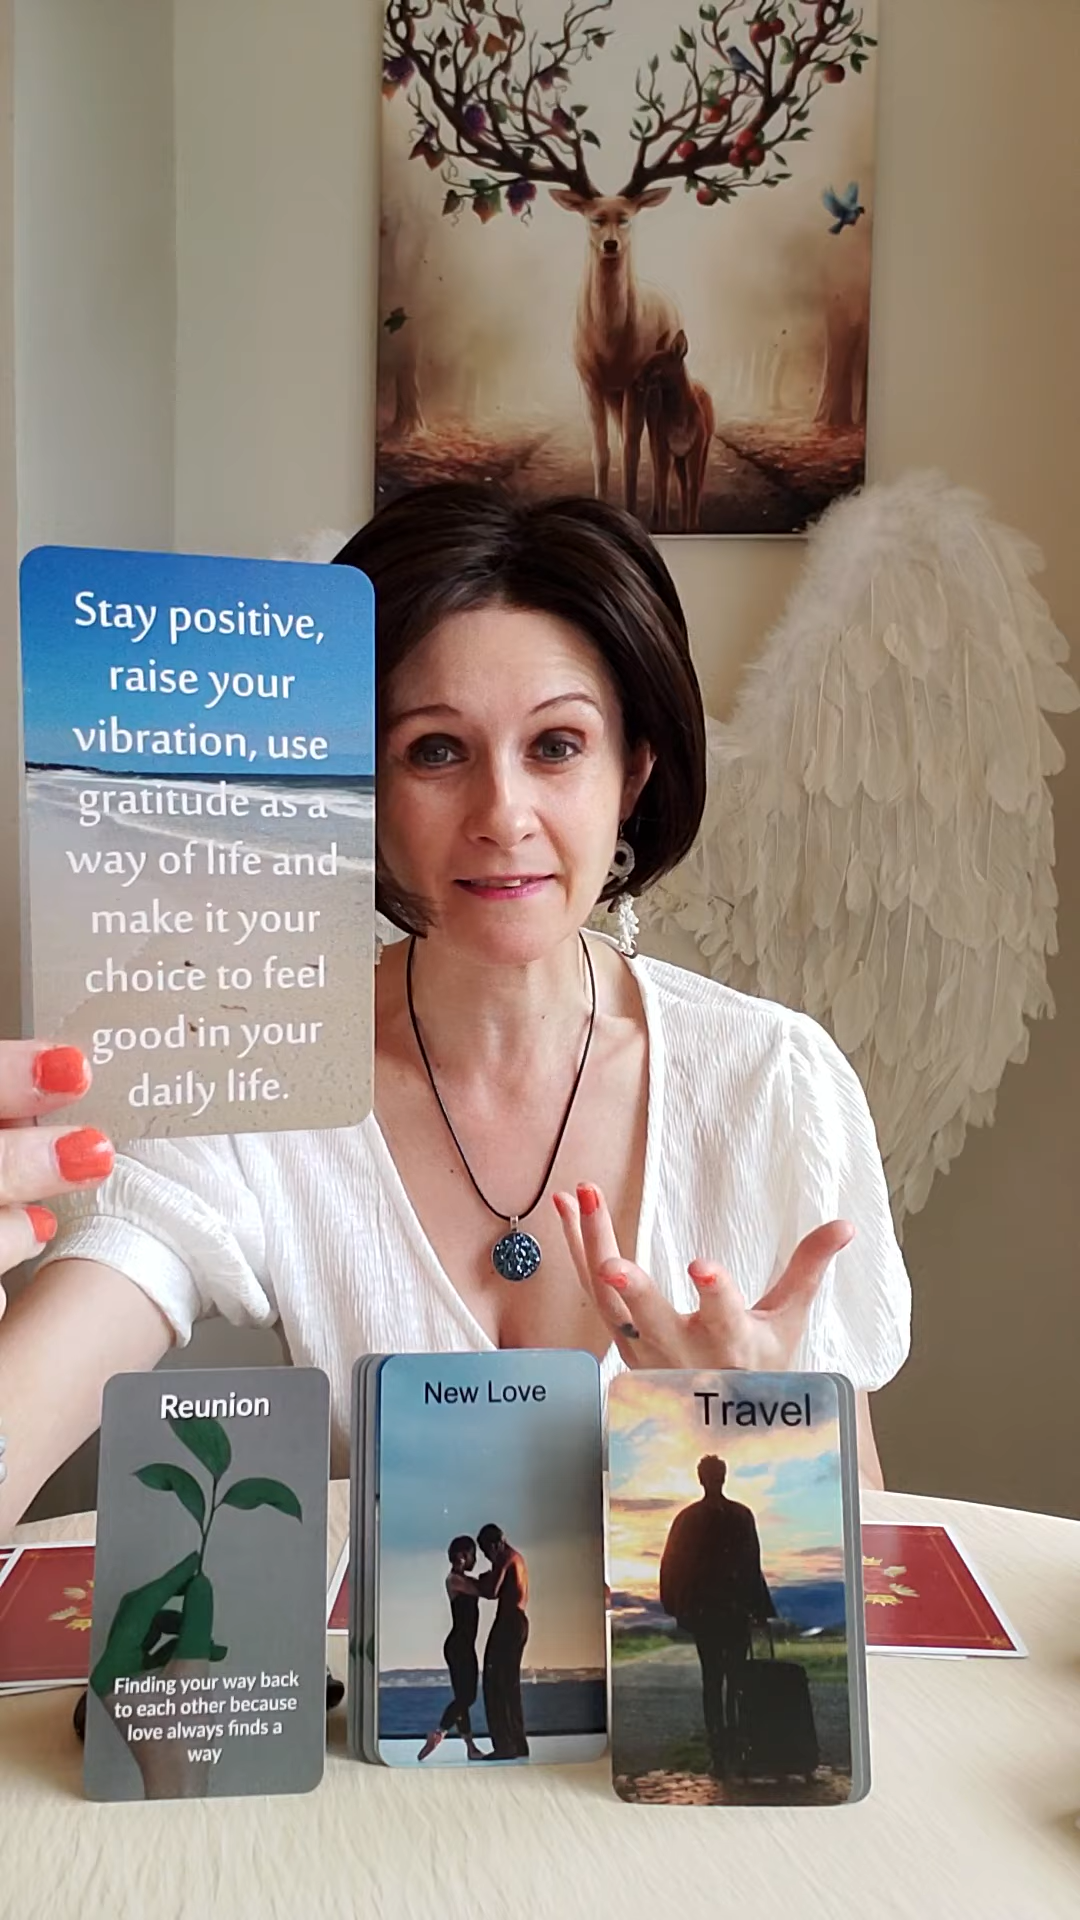 Stay positive,
raise your
vibration, use
gratitude as a
way of life and
make it your
choice to feel
good in your
daily life.
Reunion
Finding your way back
to each other because
love always finds a
way
New Love
Travel